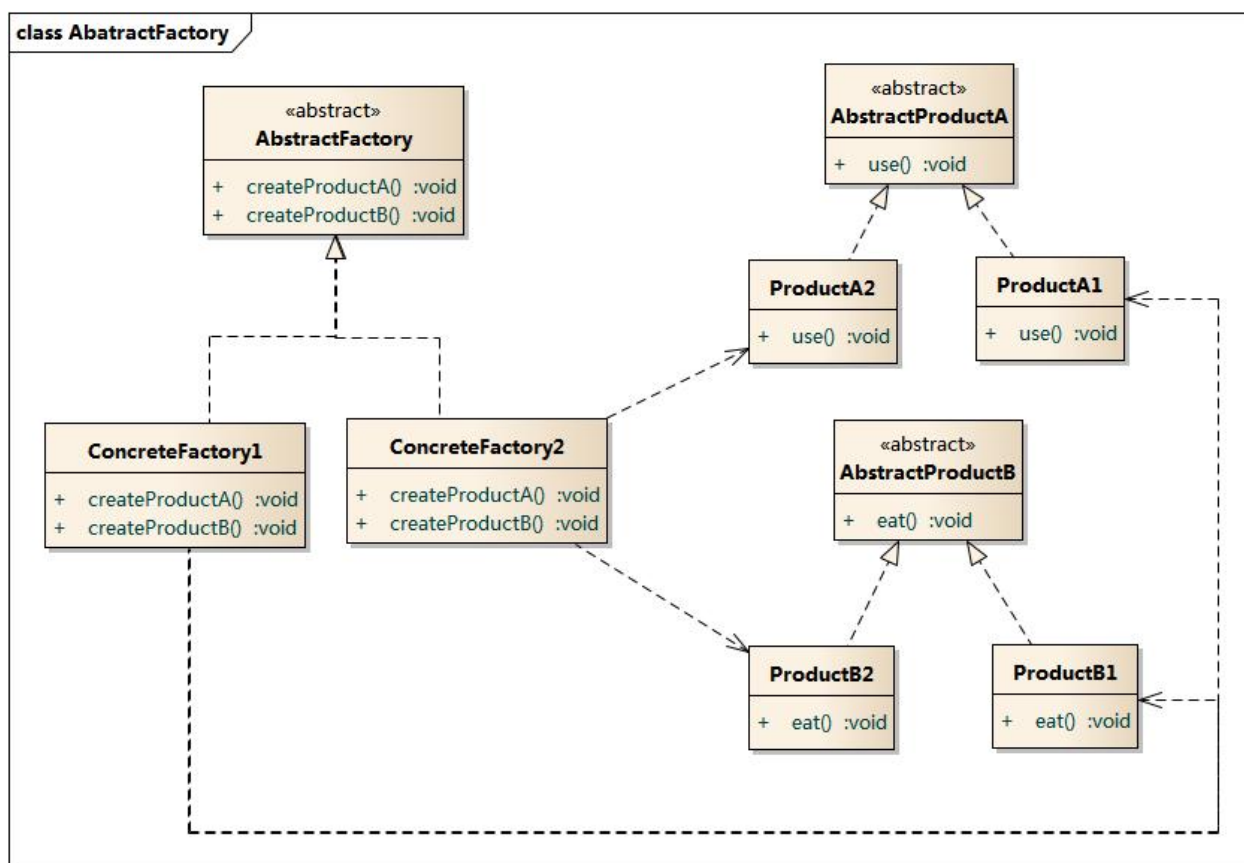 class AbatractFactory
«abstract»
AbstractFactory
+ createProductA() :void
+ createProductB() :void
«abstract»
AbstractProductA
+ use() :void
ProductA2
+ use() :void
ProductA1
+ use() :void
ConcreteFactory1
+ createProductA() :void
+ createProductB() :void
ConcreteFactory2
+ createProductA() :void
+ createProductB() :void
«abstract»
AbstractProductB
+ eat() :void
ProductB2
+ eat() :void
ProductB1
+ eat() :void